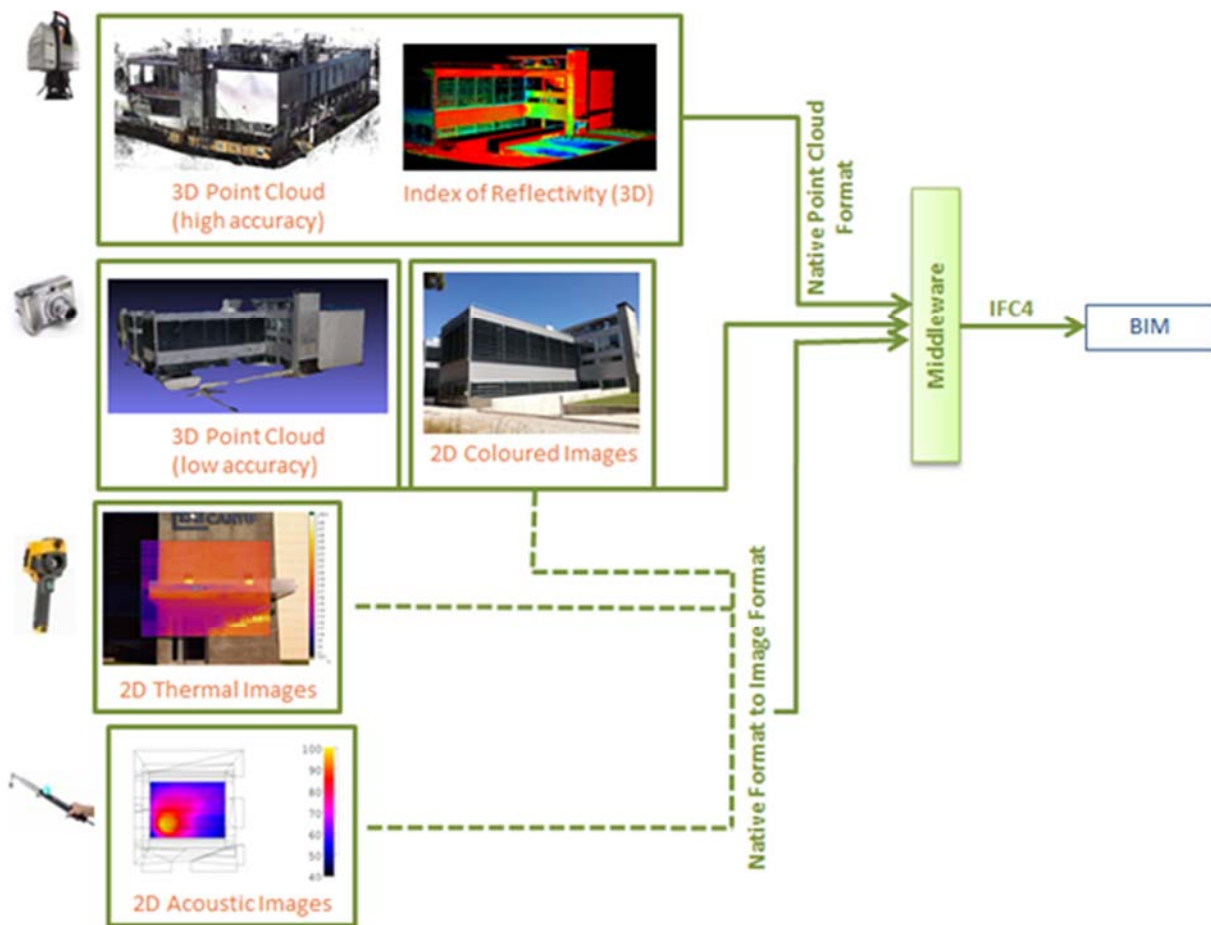 3D Point Cloud
(high accuracy)
Index of Reflectivity (3D)
Native Point Cloud
Format
3D Point Cloud
(low accuracy)
2D Coloured Images
Middleware
IFC4
BIM
CARTIF
2D Thermal Images
Native Format to Image Format
100
90
80
70
60
50
40
2D Acoustic Images